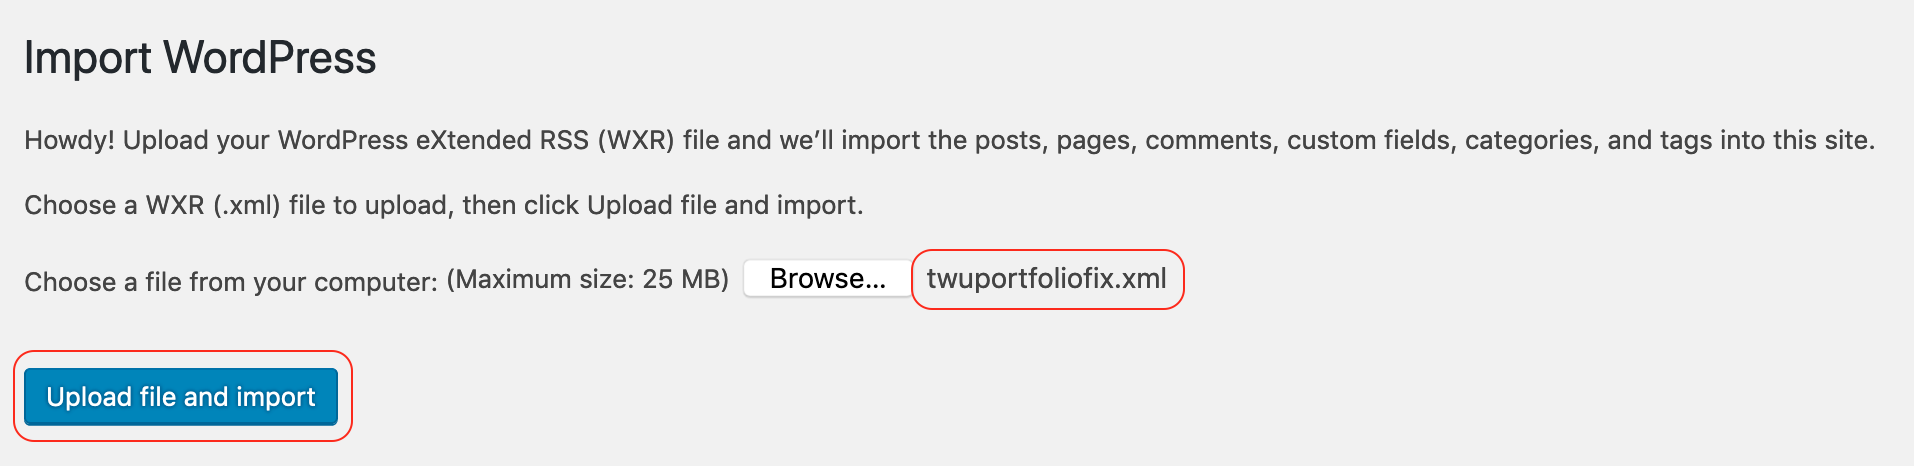 Import WordPress
Howdy! Upload your WordPress eXtended RSS (WXR) file and we’ll import the posts, pages, comments, custom fields, categories, and tags into this site.
Choose a WXR (.xml) file to upload, then click Upload file and import.
Choose a file from your computer: (Maximum size: 25 MB) Browse... twuportfoliofix.xml
Upload file and import